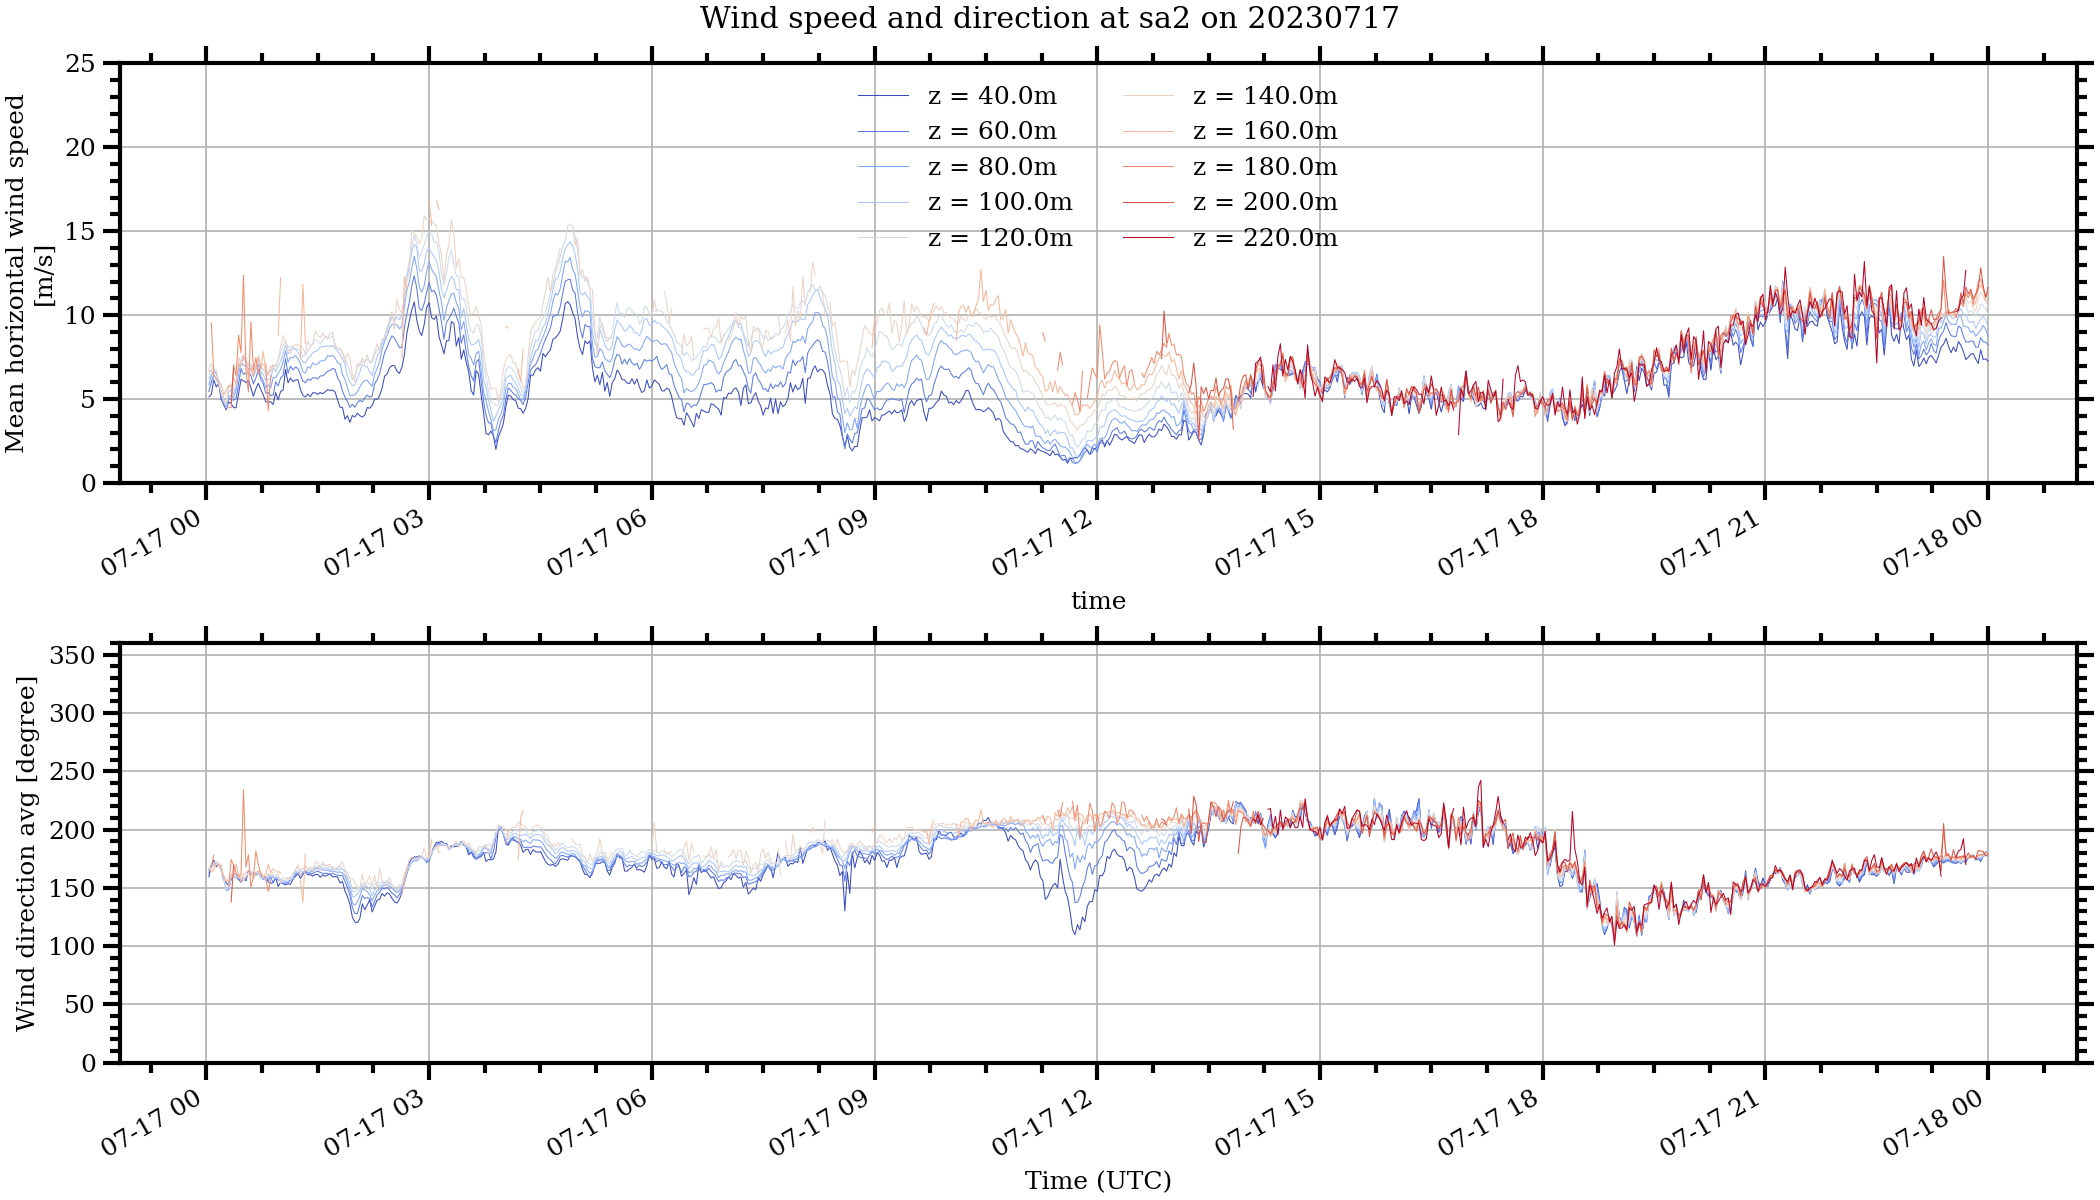 Wind speed and direction at sa2 on 20230717
Mean horizontal wind speed
[m/s]
25
20
15
10
5
0
z = 40.0m
z = 60.0m
z = 80.0m
z = 100.0m
z = 120.0m
z = 140.0m
z = 160.0m
z = 180.0m
z = 200.0m
z = 220.0m
07-17 00
07-17 03
07-17 06
07-17 09
07-17 12
07-17 15
07-17 18
07-17 21
07-18 00
time
Wind direction avg [degree]
350
300
250
200
150
100
50
0
07-17 00
07-17 03
07-17 06
07-17 09
07-17 12
07-17 15
07-17 18
07-17 21
07-18 00
Time (UTC)